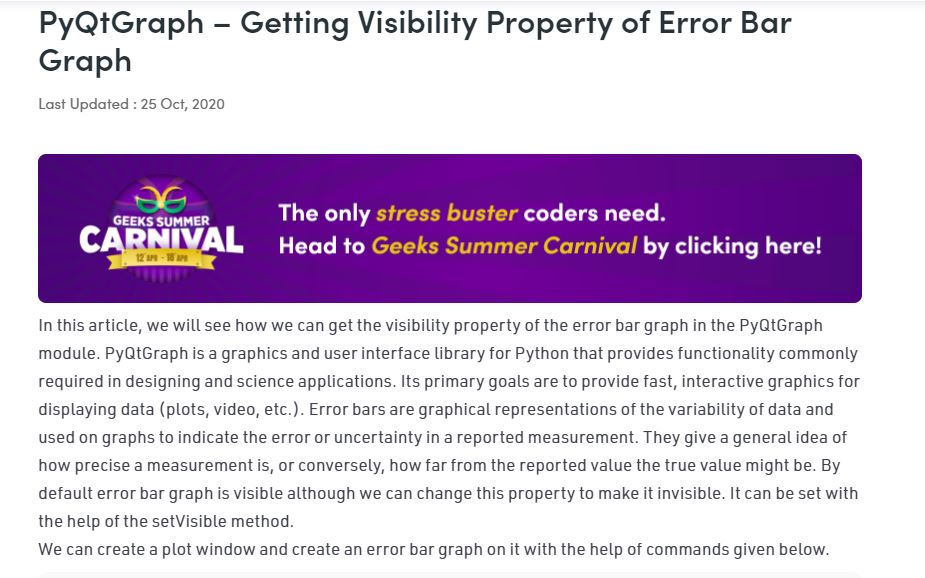 PyQtGraph – Getting Visibility Property of Error Bar
Graph
Last Updated : 25 Oct, 2020
GEEKS SUMMER
CARNIVAL
12 APR - 18 APR
The only stress buster coders need.
Head to Geeks Summer Carnival by clicking here!
In this article, we will see how we can get the visibility property of the error bar graph in the PyQtGraph
module. PyQtGraph is a graphics and user interface library for Python that provides functionality commonly
required in designing and science applications. Its primary goals are to provide fast, interactive graphics for
displaying data (plots, video, etc.). Error bars are graphical representations of the variability of data and
used on graphs to indicate the error or uncertainty in a reported measurement. They give a general idea of
how precise a measurement is, or conversely, how far from the reported value the true value might be. By
default error bar graph is visible although we can change this property to make it invisible. It can be set with
the help of the setVisible method.
We can create a plot window and create an error bar graph on it with the help of commands given below.